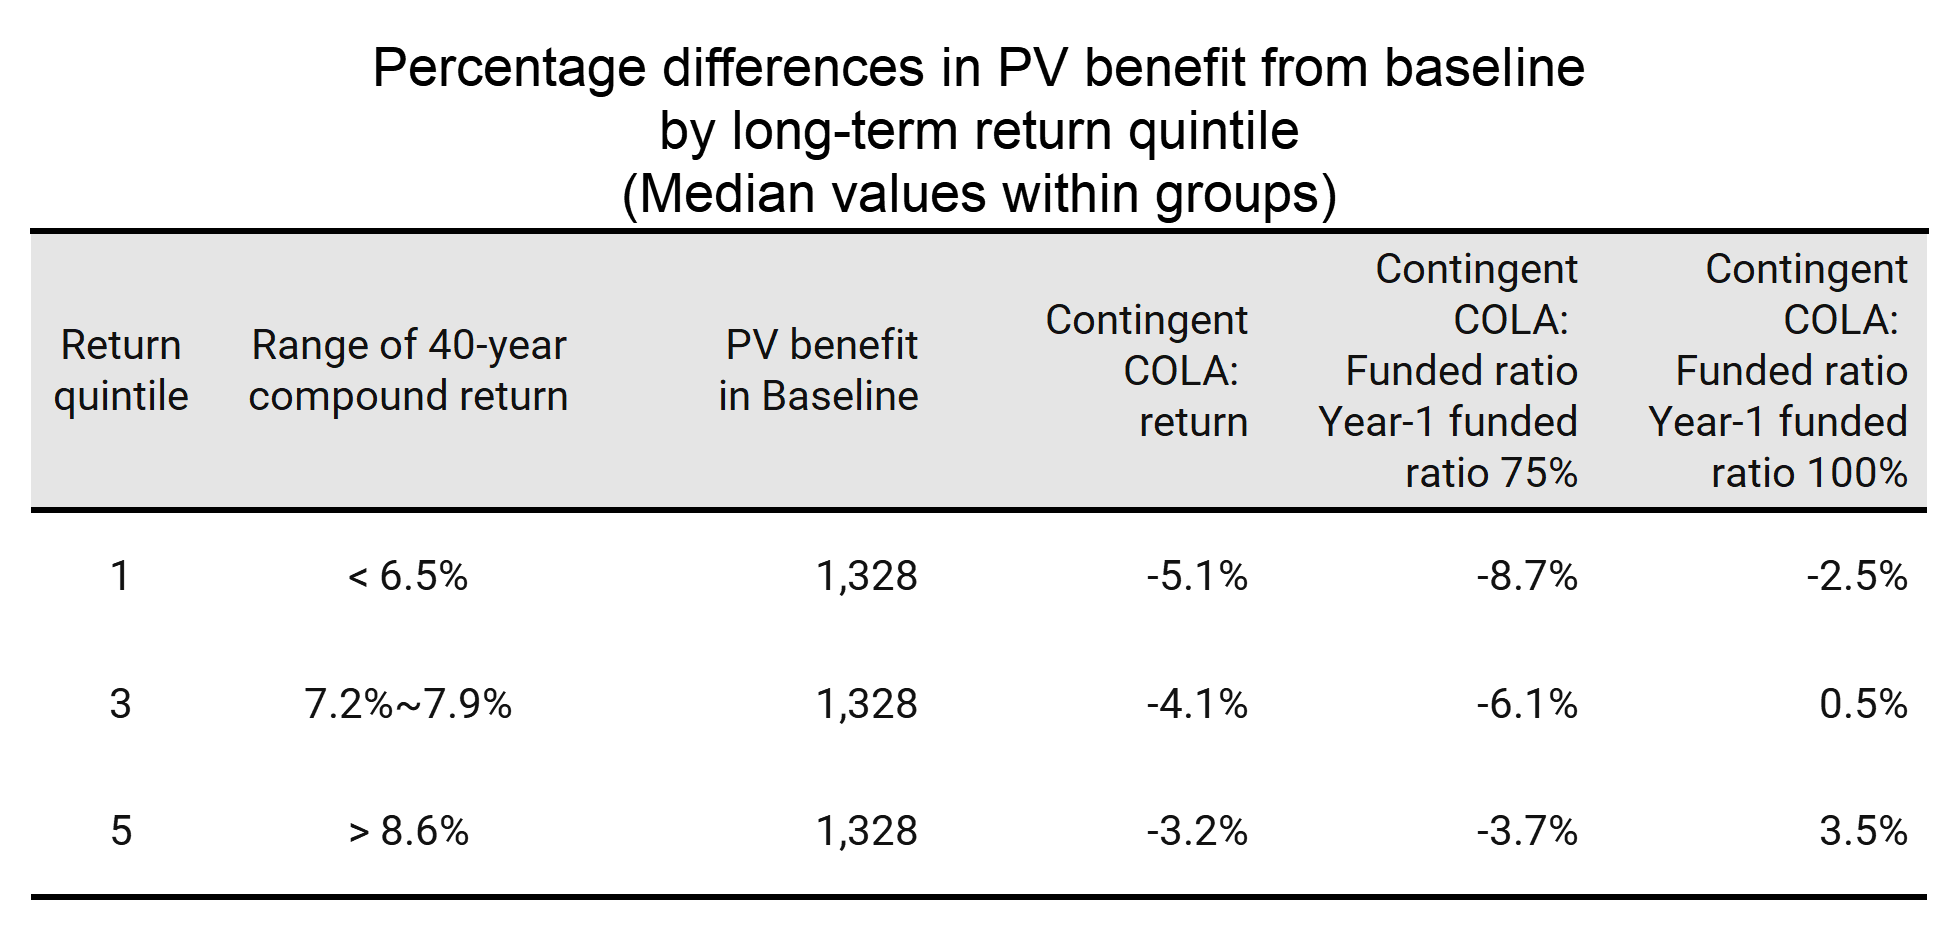 Percentage differences in PV benefit from baseline
by long-term return quintile
(Median values within groups)
Return quintile
Range of 40-year compound return
PV benefit in Baseline
Contingent COLA: return
Contingent COLA: Funded ratio Year-1 funded ratio 75%
Contingent COLA: Funded ratio Year-1 funded ratio 100%
1 < 6.5% 1,328 -5.1% -8.7% -2.5%
3 7.2%~7.9% 1,328 -4.1% -6.1% 0.5%
5 > 8.6% 1,328 -3.2% -3.7% 3.5%